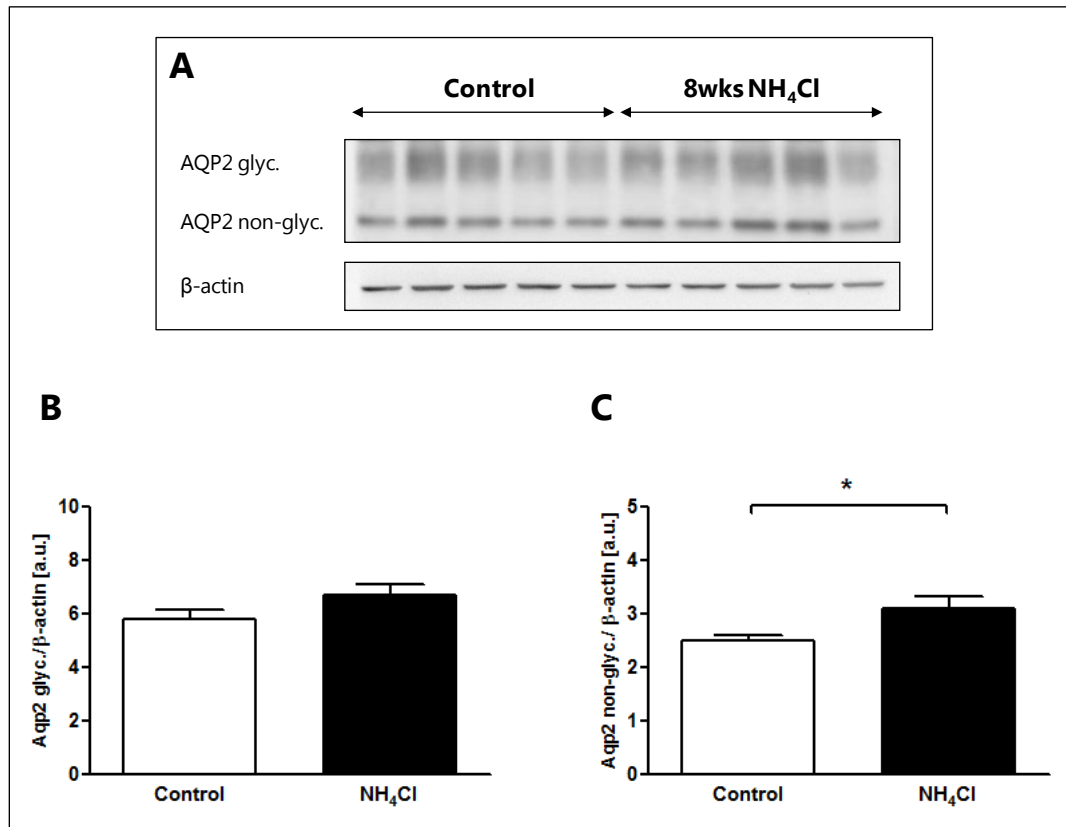 A
Control
8wks NH₄Cl
AQP2 glyc.
AQP2 non-glyc.
β-actin
B
Aqp2 glyc./β-actin [a.u.]
10
8
6
4
2
0
Control
NH₄Cl
C
Aqp2 non-glyc./ β-actin [a.u.]
5
4
3
2
1
0
*
Control
NH₄Cl